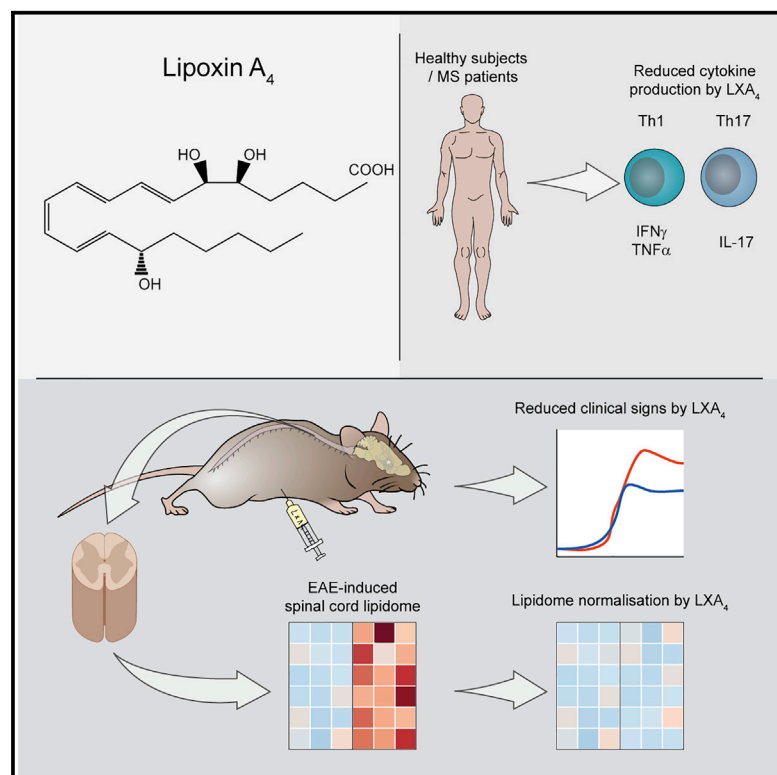 Lipoxin A₄
HO
OH
COOH
OH
Healthy subjects
/ MS patients
Reduced cytokine
production by LXA₄
Th1
Th17
IFNγ
TNFα
IL-17
Reduced clinical signs by LXA₄
LxA₄
EAE-induced
spinal cord lipidome
Lipidome normalisation by LXA₄